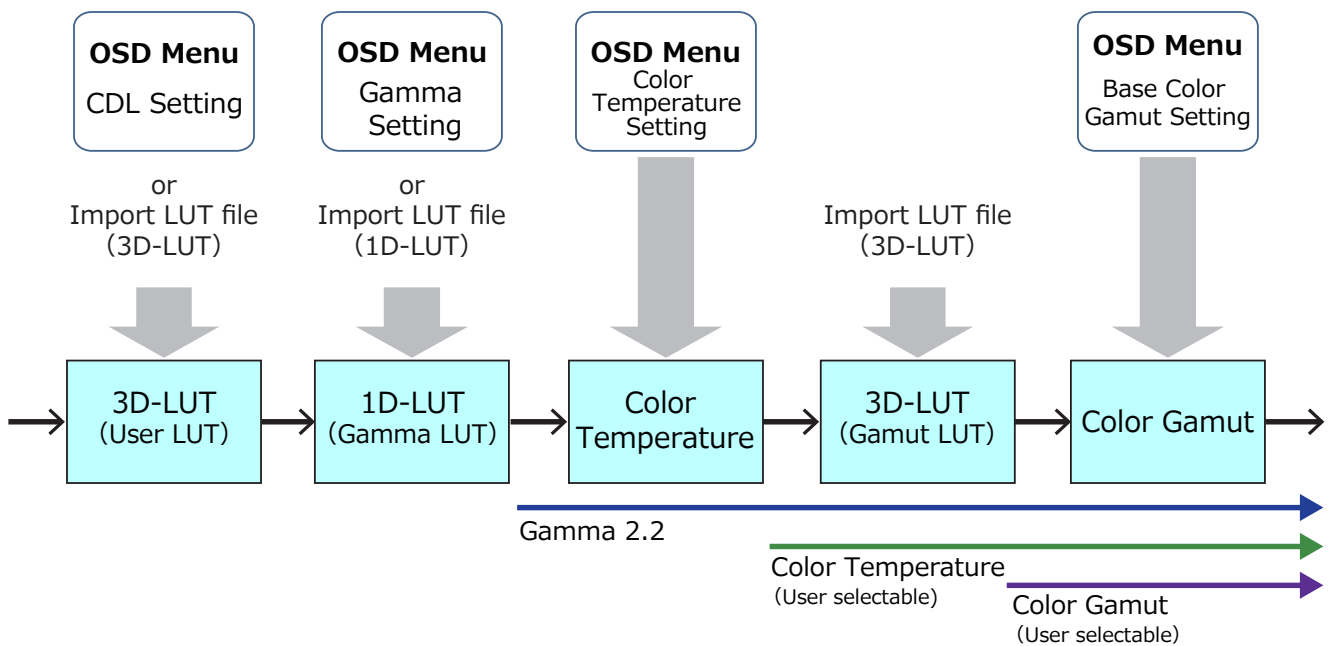 OSD Menu
CDL Setting
OSD Menu
Gamma
Setting
OSD Menu
Color
Temperature
Setting
OSD Menu
Base Color
Gamut Setting
or
Import LUT file
（3D-LUT）
or
Import LUT file
（1D-LUT）
Import LUT file
（3D-LUT）
3D-LUT
（User LUT）
1D-LUT
（Gamma LUT）
Color
Temperature
3D-LUT
（Gamut LUT）
Color Gamut
Gamma 2.2
Color Temperature
（User selectable）
Color Gamut
（User selectable）